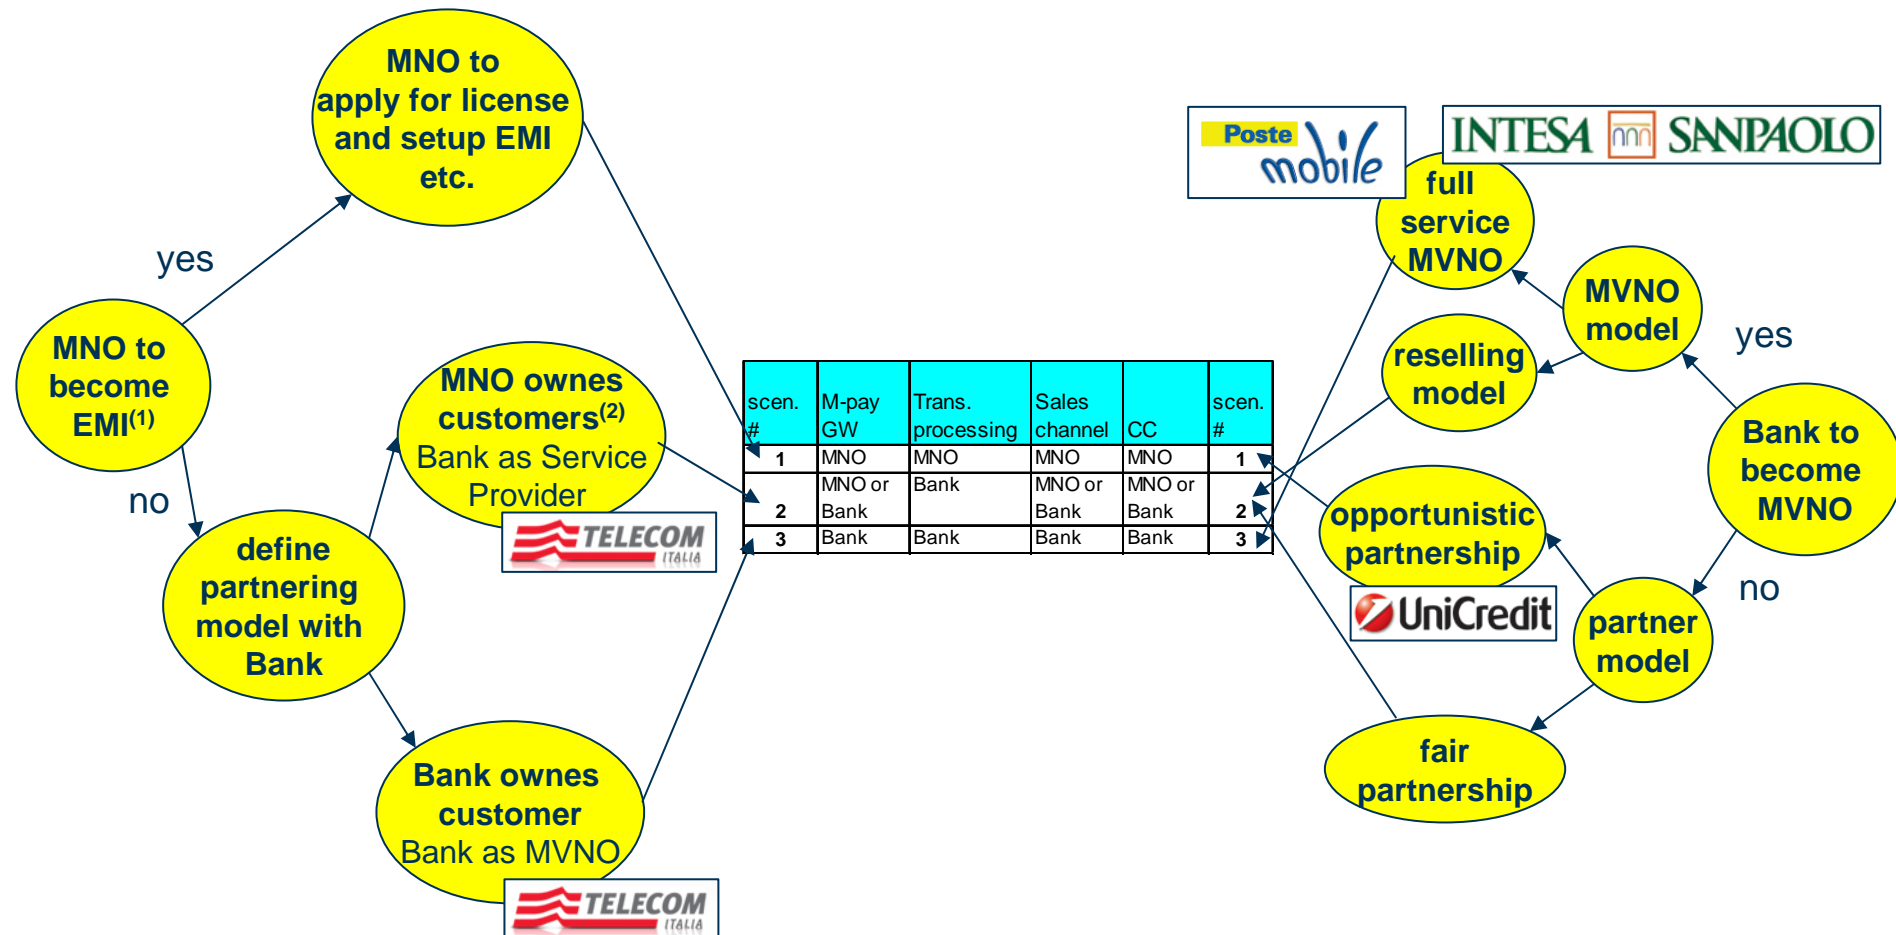 MNO to
apply for license
and setup EMI
etc.
yes
MNO to
become
EMI(1)
no
MNO ownes
customers(2)
Bank as Service
Provider
TELECOM
ITALIA
define
partnering
model with
Bank
Bank ownes
customer
Bank as MVNO
TELECOM
ITALIA
scen. # M-pay GW Trans. processing Sales channel CC scen. #
1 MNO MNO MNO MNO 1
2 MNO or Bank Bank MNO or Bank MNO or Bank 2
3 Bank Bank Bank Bank 3
Poste
mobile
INTESA SANPAOLO
full
service
MVNO
MVNO
model
yes
reselling
model
Bank to
become
MVNO
opportunistic
partnership
UniCredit
no
partner
model
fair
partnership